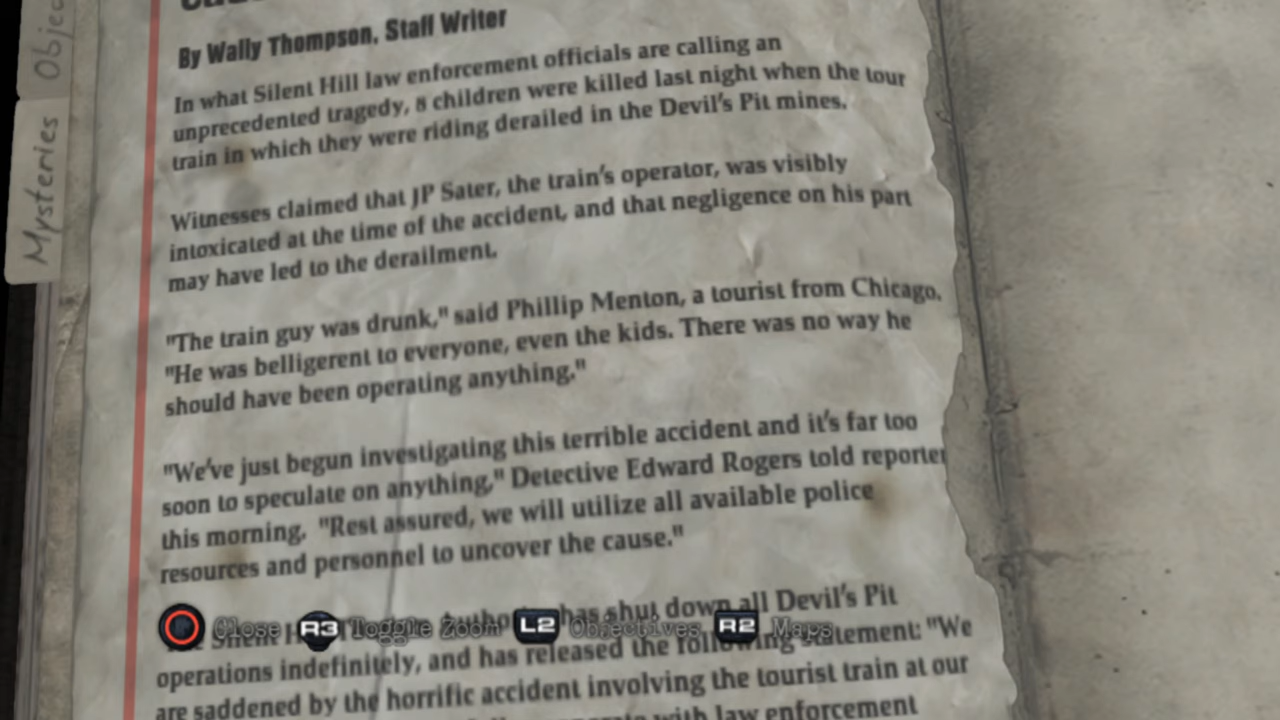 Objec
Mysteries
By Wally Thompson, Staff Writer
In what Silent Hill law enforcement officials are calling an
unprecedented tragedy, 8 children were killed last night when the tour
train in which they were riding derailed in the Devil's Pit mines.
Witnesses claimed that JP Sater, the train's operator, was visibly
intoxicated at the time of the accident, and that negligence on his part
may have led to the derailment.
"The train guy was drunk," said Phillip Menton, a tourist from Chicago,
"He was belligerent to everyone, even the kids. There was no way he
should have been operating anything."
"We've just begun investigating this terrible accident and it's far too
soon to speculate on anything," Detective Edward Rogers told reporter
this morning. "Rest assured, we will utilize all available police
resources and personnel to uncover the cause."
Silent has shut down all Devil's Pit
Close R3 Toggle Zoom L2 Objectives R2 Maps
operations indefinitely, and has released the following statement: "We
are saddened by the horrific accident involving the tourist train at our
with law enforcement